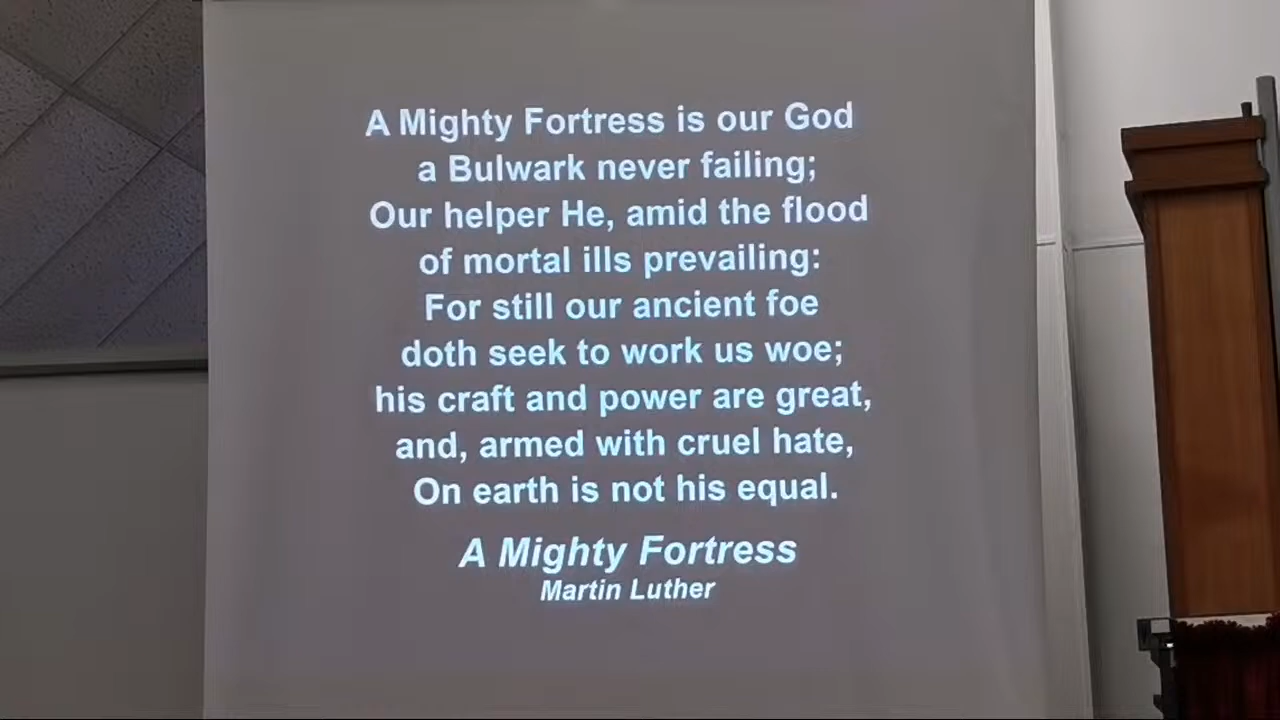 A Mighty Fortress is our God
a Bulwark never failing;
Our helper He, amid the flood
of mortal ills prevailing:
For still our ancient foe
doth seek to work us woe;
his craft and power are great,
and, armed with cruel hate,
On earth is not his equal.
A Mighty Fortress
Martin Luther